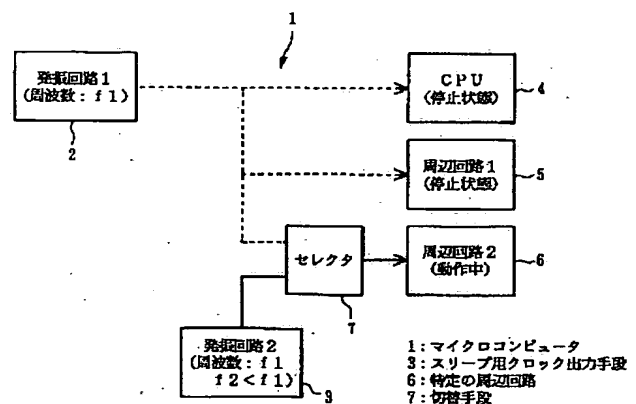 1
発振回路1
(周波数：f1)
2
CPU
(停止状態)
4
周辺回路1
(停止状態)
5
セレクタ
7
周辺回路2
(動作中)
6
発振回路2
(周波数：f1
f2<f1)
3
1：マイクロコンピュータ
3：スリープ用クロック出力手段
6：特定の周辺回路
7：切替手段